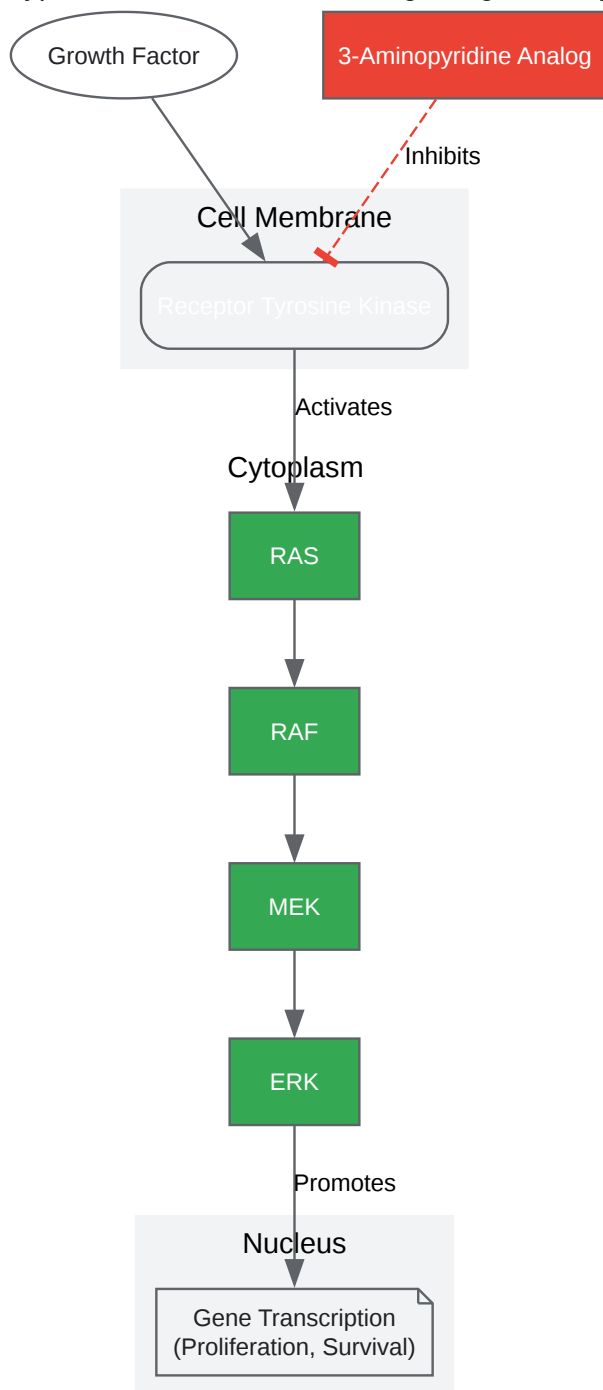 Growth Factor
3-Aminopyridine Analog
Inhibits
Cell Membrane
Receptor Tyrosine Kinase
Activates
Cytoplasm
RAS
RAF
MEK
ERK
Promotes
Nucleus
Gene Transcription
(Proliferation, Survival)